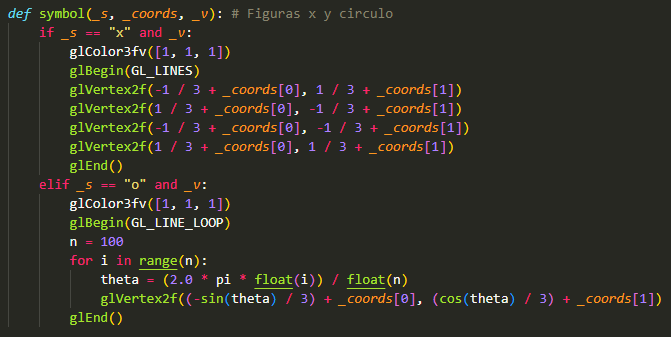 def symbol(_s, _coords, _v): # Figuras x y circulo
    if _s == "x" and _v:
        glColor3fv([1, 1, 1])
        glBegin(GL_LINES)
        glVertex2f(-1 / 3 + _coords[0], 1 / 3 + _coords[1])
        glVertex2f(1 / 3 + _coords[0], -1 / 3 + _coords[1])
        glVertex2f(-1 / 3 + _coords[0], -1 / 3 + _coords[1])
        glVertex2f(1 / 3 + _coords[0], 1 / 3 + _coords[1])
        glEnd()
    elif _s == "o" and _v:
        glColor3fv([1, 1, 1])
        glBegin(GL_LINE_LOOP)
        n = 100
        for i in range(n):
            theta = (2.0 * pi * float(i)) / float(n)
            glVertex2f((-sin(theta) / 3) + _coords[0], (cos(theta) / 3) + _coords[1])
        glEnd()